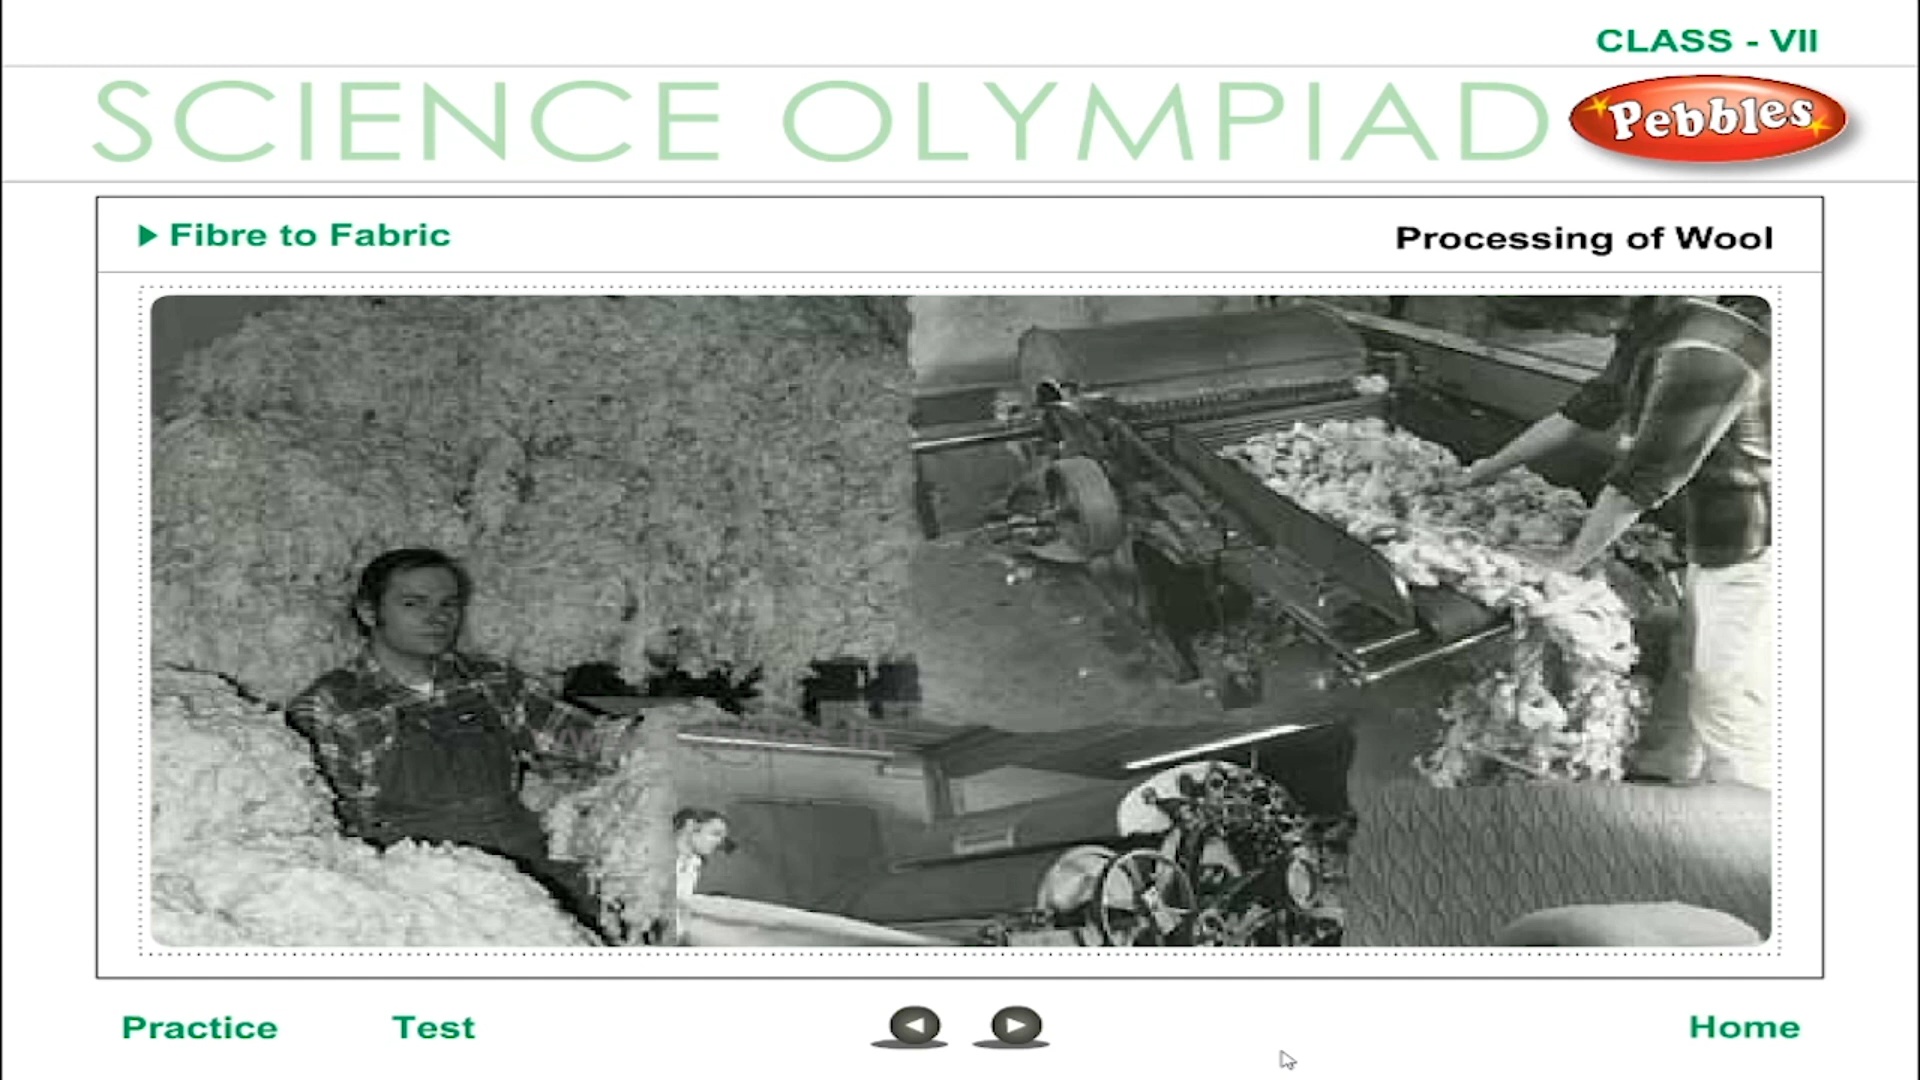 CLASS - VII
SCIENCE OLYMPIAD
Pebbles
Fibre to Fabric
Processing of Wool
Practice
Test
Home